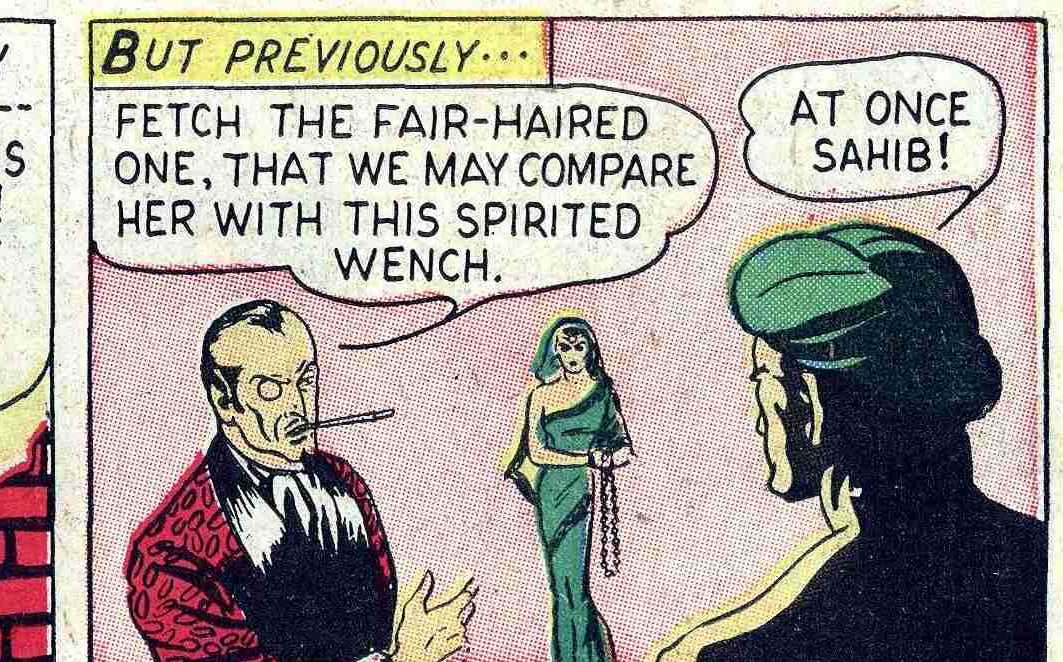 BUT PREVIOUSLY...
FETCH THE FAIR-HAIRED
ONE, THAT WE MAY COMPARE
HER WITH THIS SPIRITED
WENCH.
AT ONCE
SAHIB!
S